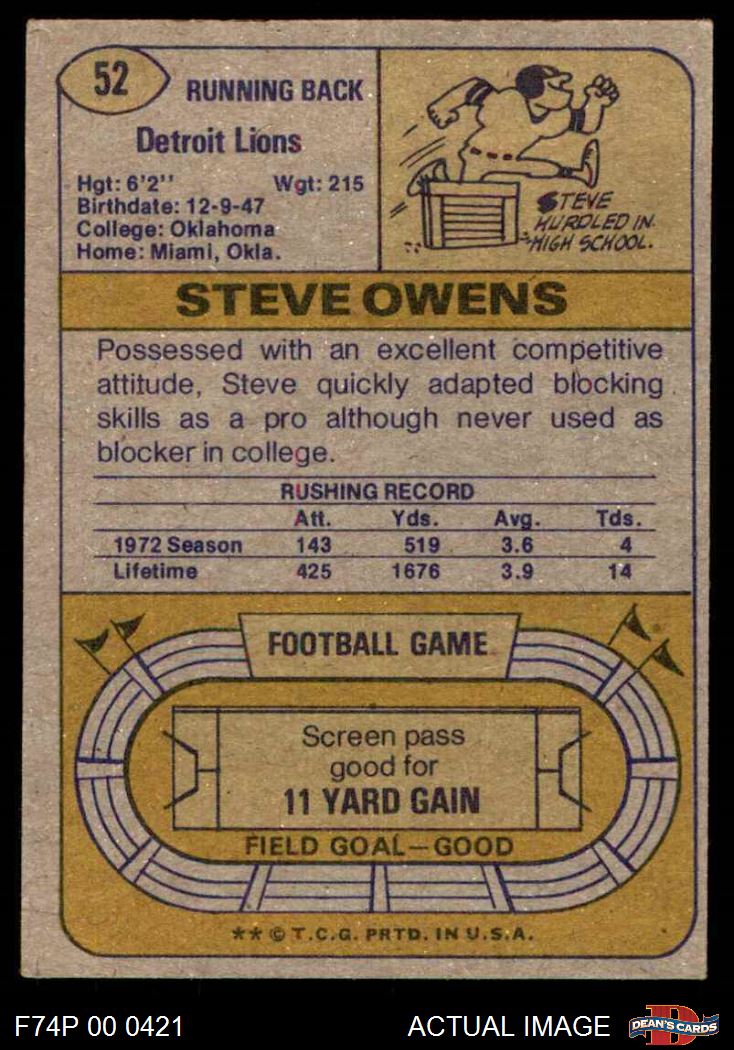 52
RUNNING BACK
Detroit Lions
Hgt: 6'2'' Wgt: 215
Birthdate: 12-9-47
College: Oklahoma
Home: Miami, Okla.
STEVE
HURDLED IN
HIGH SCHOOL.
STEVE OWENS
Possessed with an excellent competitive
attitude, Steve quickly adapted blocking
skills as a pro although never used as
blocker in college.
RUSHING RECORD
Att. Yds. Avg. Tds.
1972 Season 143 519 3.6 4
Lifetime 425 1676 3.9 14
FOOTBALL GAME
Screen pass
good for
11 YARD GAIN
FIELD GOAL—GOOD
** © T.C.G. PRTD. IN U.S.A.
F74P 00 0421 ACTUAL IMAGE
D
DEAN'S CARDS